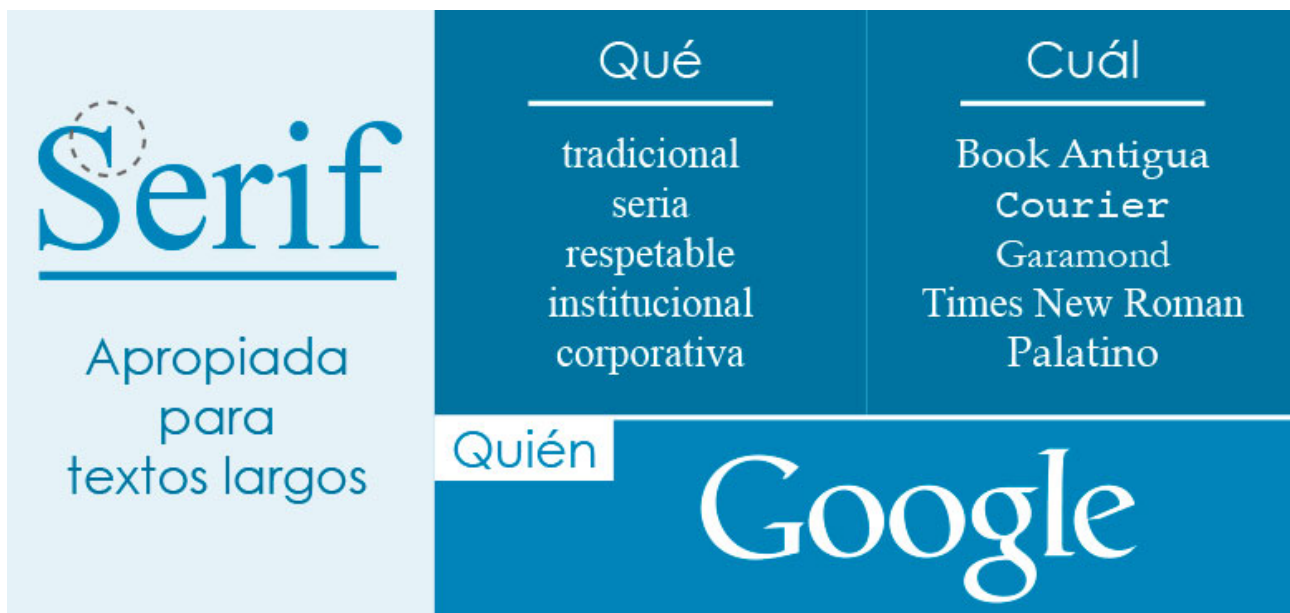 Serif
Apropiada
para
textos largos
Qué
tradicional
seria
respetable
institucional
corporativa
Cuál
Book Antigua
Courier
Garamond
Times New Roman
Palatino
Quién
Google